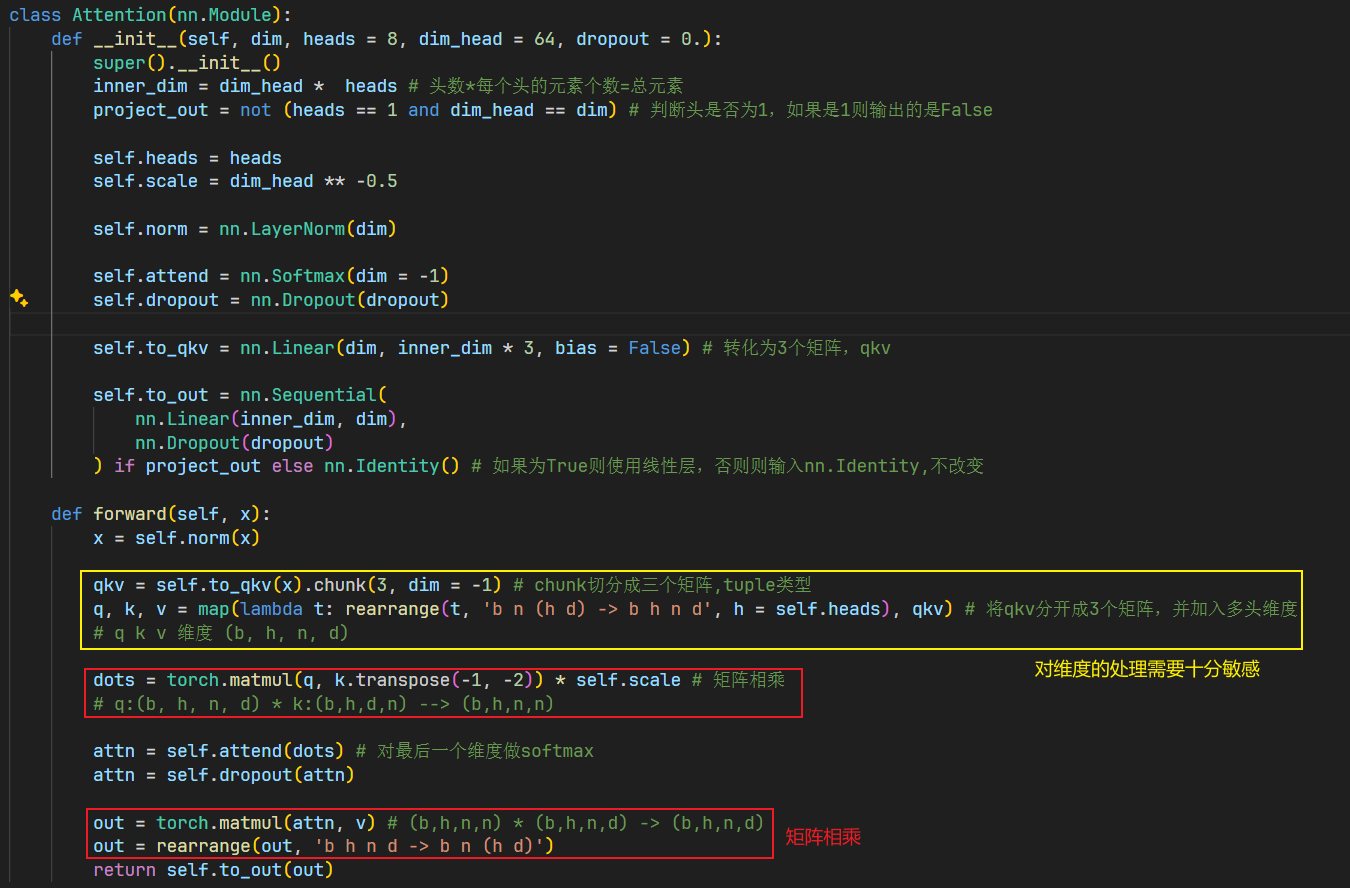 class Attention(nn.Module):
    def __init__(self, dim, heads = 8, dim_head = 64, dropout = 0.):
        super().__init__()
        inner_dim = dim_head *  heads # 头数*每个头的元素个数=总元素
        project_out = not (heads == 1 and dim_head == dim) # 判断头是否为1，如果是1则输出的是False
        self.heads = heads
        self.scale = dim_head ** -0.5
        self.norm = nn.LayerNorm(dim)
        self.attend = nn.Softmax(dim = -1)
        self.dropout = nn.Dropout(dropout)
        self.to_qkv = nn.Linear(dim, inner_dim * 3, bias = False) # 转化为3个矩阵，qkv
        self.to_out = nn.Sequential(
            nn.Linear(inner_dim, dim),
            nn.Dropout(dropout)
        ) if project_out else nn.Identity() # 如果为True则使用线性层，否则则输入nn.Identity,不改变
    def forward(self, x):
        x = self.norm(x)
        qkv = self.to_qkv(x).chunk(3, dim = -1) # chunk切分成三个矩阵,tuple类型
        q, k, v = map(lambda t: rearrange(t, 'b n (h d) -> b h n d', h = self.heads), qkv) # 将qkv分开成3个矩阵，并加入多头维度
        # q k v 维度 (b, h, n, d)
对维度的处理需要十分敏感
        dots = torch.matmul(q, k.transpose(-1, -2)) * self.scale # 矩阵相乘
        # q:(b, h, n, d) * k:(b,h,d,n) --> (b,h,n,n)
        attn = self.attend(dots) # 对最后一个维度做softmax
        attn = self.dropout(attn)
        out = torch.matmul(attn, v) # (b,h,n,n) * (b,h,n,d) -> (b,h,n,d)
        out = rearrange(out, 'b h n d -> b n (h d)')
矩阵相乘
        return self.to_out(out)